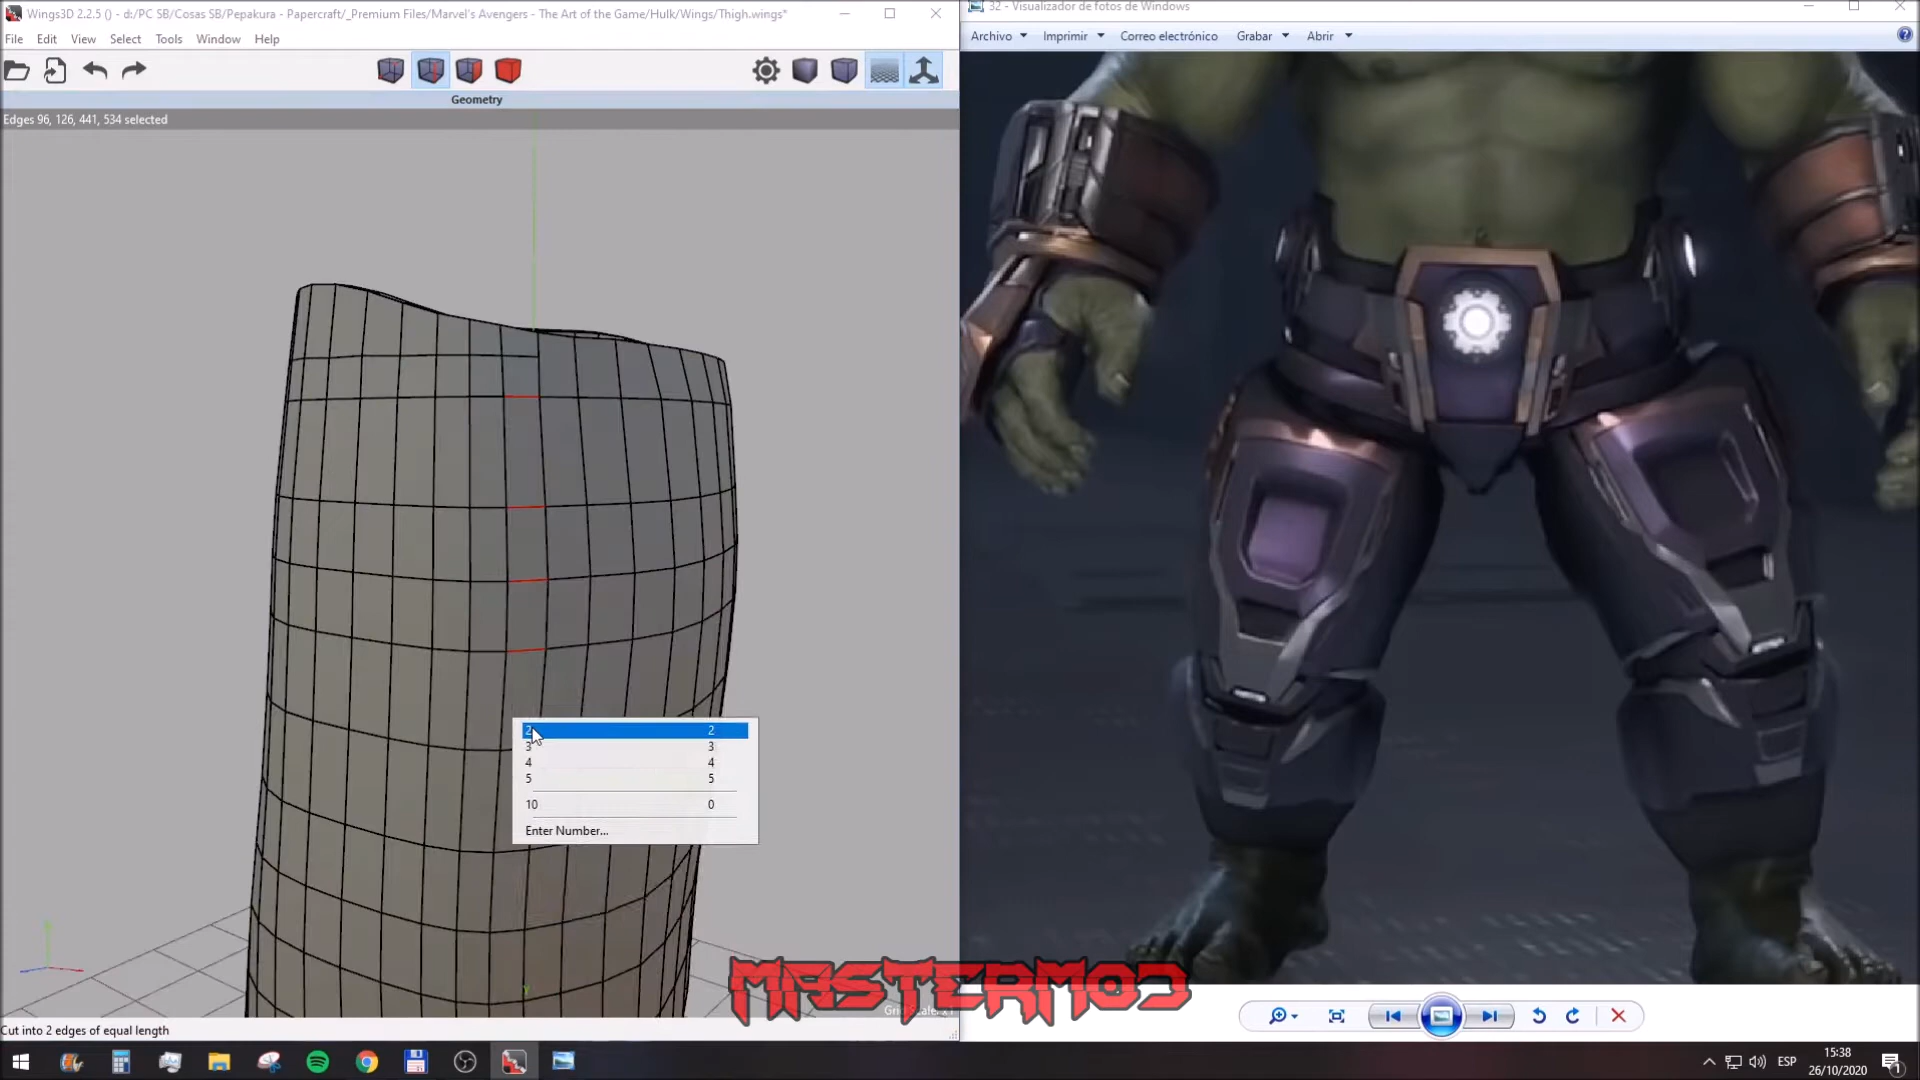 Wings3D 2.2.5 () - d:/PC SB/Cosas SB/Pepakura - Papercraft/_Premium Files/Marvel's Avengers - The Art of the Game/Hulk/Wings/Thigh.wings*
File Edit View Select Tools Window Help
Geometry
Edges 96, 126, 441, 534 selected
2 2
3 3
4 4
5 5
10 0
Enter Number...
Y
Cut into 2 edges of equal length
32 - Visualizador de fotos de Windows
Archivo Imprimir Correo electrónico Grabar Abrir
MASTERMOD
ESP
15:38
26/10/2020
1